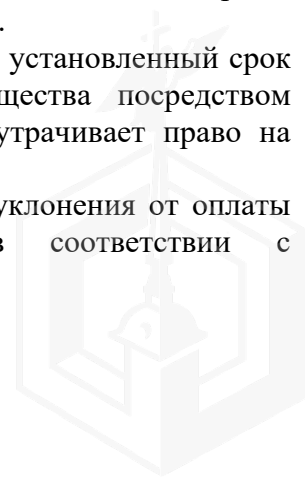 .
установленный срок
щества посредством
утрачивает право на
уклонения от оплаты
в соответствии с